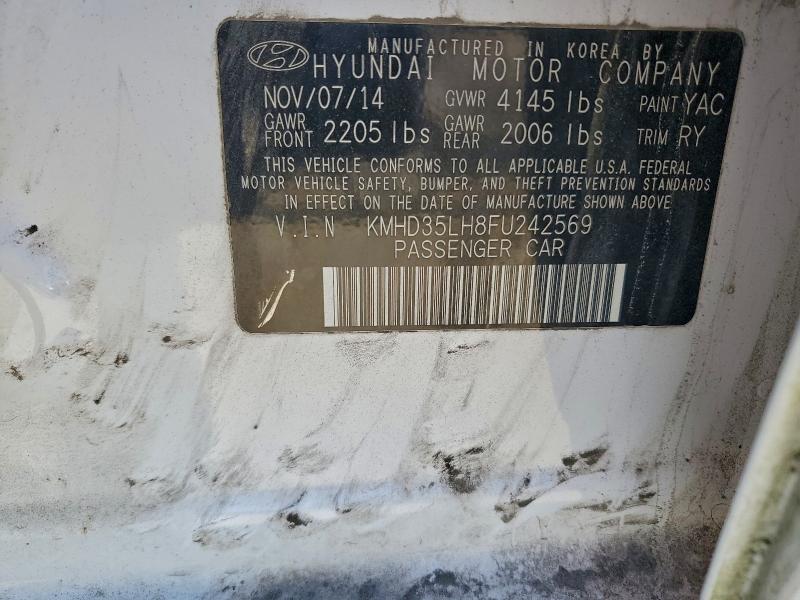 MANUFACTURED IN KOREA BY
HYUNDAI MOTOR COMPANY
NOV/07/14 GVWR 4145 lbs PAINT YAC
GAWR FRONT 2205 lbs GAWR REAR 2006 lbs TRIM RY
THIS VEHICLE CONFORMS TO ALL APPLICABLE U.S.A. FEDERAL
MOTOR VEHICLE SAFETY, BUMPER, AND THEFT PREVENTION STANDARDS
IN EFFECT ON THE DATE OF MANUFACTURE SHOWN ABOVE
V.I.N KMHD35LH8FU242569
PASSENGER CAR